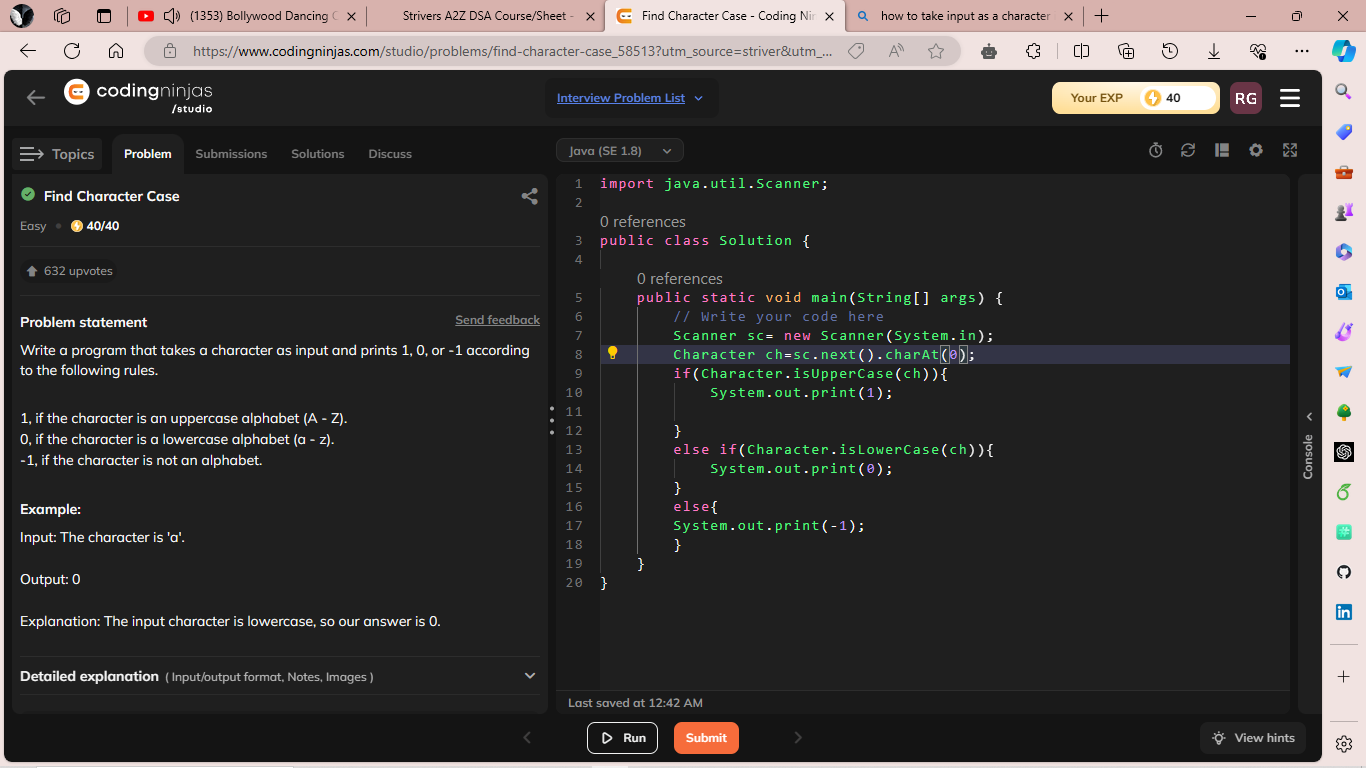 (1353) Bollywood Dancing C
Strivers A2Z DSA Course/Sheet -
Find Character Case - Coding Nin
how to take input as a character
https://www.codingninjas.com/studio/problems/find-character-case_58513?utm_source=striver&utm_...
codingninjas
/studio
Interview Problem List
Your EXP 40
RG
Topics
Problem
Submissions
Solutions
Discuss
Java (SE 1.8)
Find Character Case
Easy
40/40
632 upvotes
Problem statement
Send feedback
Write a program that takes a character as input and prints 1, 0, or -1 according
to the following rules.
1, if the character is an uppercase alphabet (A - Z).
0, if the character is a lowercase alphabet (a - z).
-1, if the character is not an alphabet.
Example:
Input: The character is 'a'.
Output: 0
Explanation: The input character is lowercase, so our answer is 0.
Detailed explanation ( Input/output format, Notes, Images )
1 import java.util.Scanner;
2
0 references
3 public class Solution {
4
0 references
5 public static void main(String[] args) {
6 // Write your code here
7 Scanner sc= new Scanner(System.in);
8 Character ch=sc.next().charAt(0);
9 if(Character.isUpperCase(ch)){
10 System.out.print(1);
11
12 }
13 else if(Character.isLowerCase(ch)){
14 System.out.print(0);
15 }
16 else{
17 System.out.print(-1);
18 }
19 }
20 }
Console
Last saved at 12:42 AM
Run
Submit
View hints